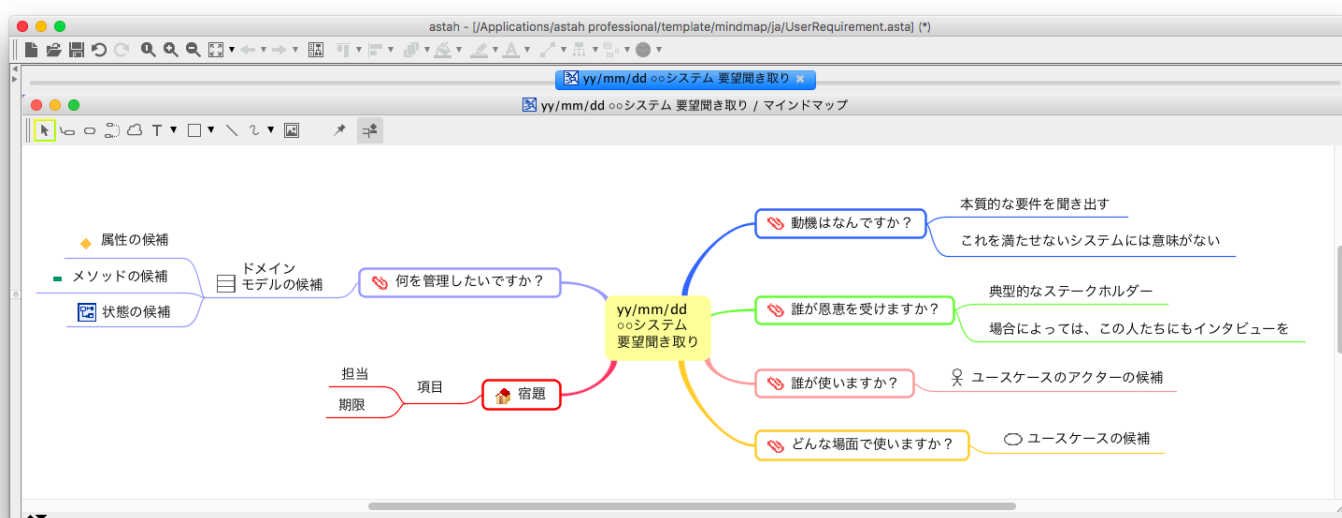 astah - [/Applications/astah professional/template/mindmap/ja/UserRequirement.asta] (*)
yy/mm/dd ○○システム 要望聞き取り ×
yy/mm/dd ○○システム 要望聞き取り / マインドマップ
T
動機はなんですか？
本質的な要件を聞き出す
これを満たせないシステムには意味がない
属性の候補
メソッドの候補
状態の候補
ドメイン
モデルの候補
何を管理したいですか？
yy/mm/dd
○○システム
要望聞き取り
誰が恩恵を受けますか？
典型的なステークホルダー
場合によっては、この人たちにもインタビューを
誰が使いますか？
ユースケースのアクターの候補
担当
期限
項目
宿題
どんな場面で使いますか？
ユースケースの候補